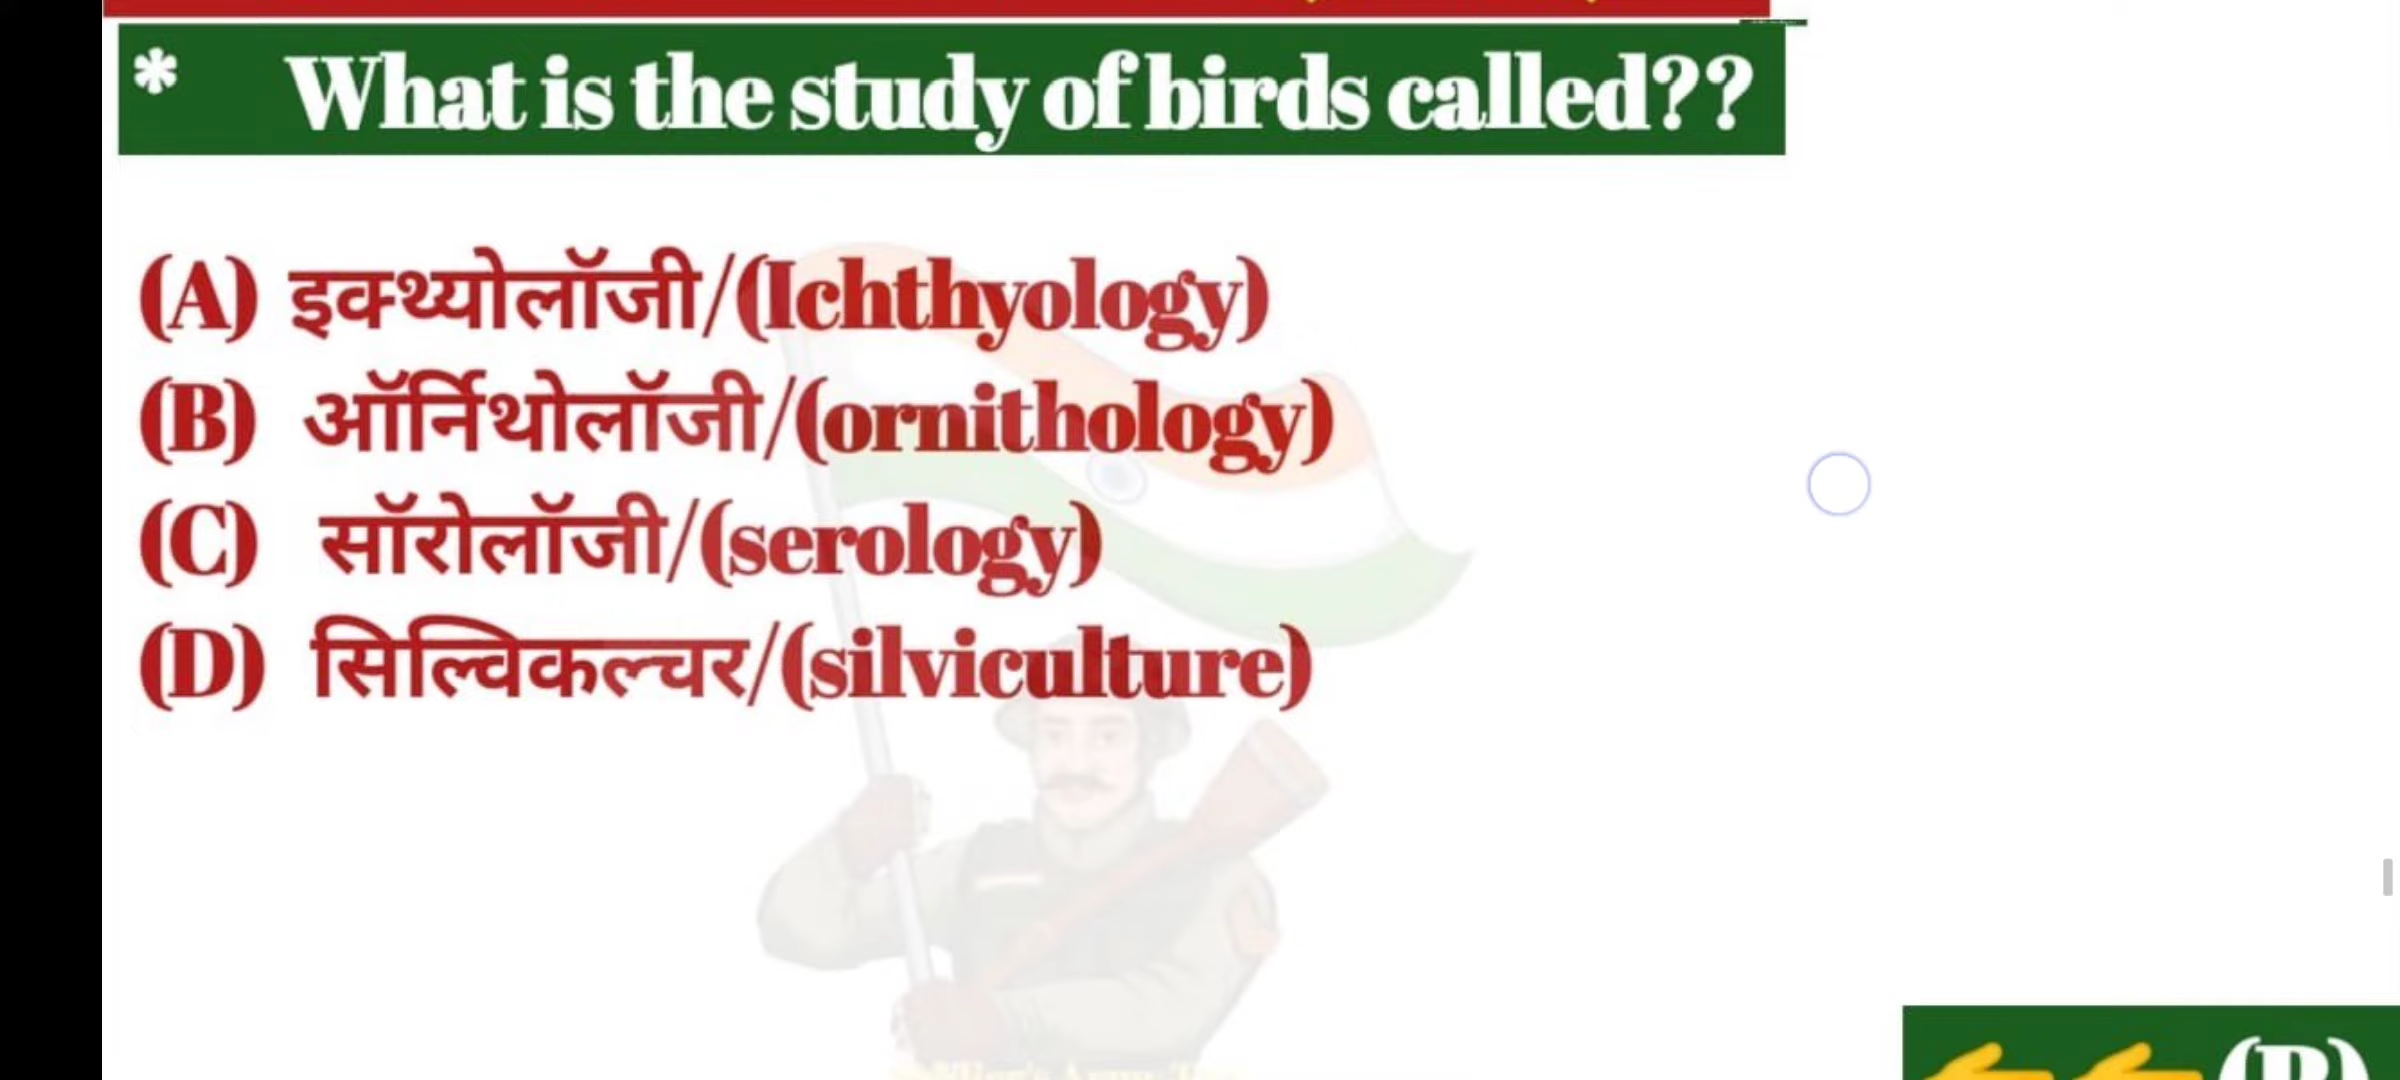 * What is the study of birds called??
(A) इक्थ्योलॉजी/(Ichthyology)
(B) ऑर्निथोलॉजी/(ornithology)
(C) सॉरोलॉजी/(serology)
(D) सिल्विकल्चर/(silviculture)
(B)